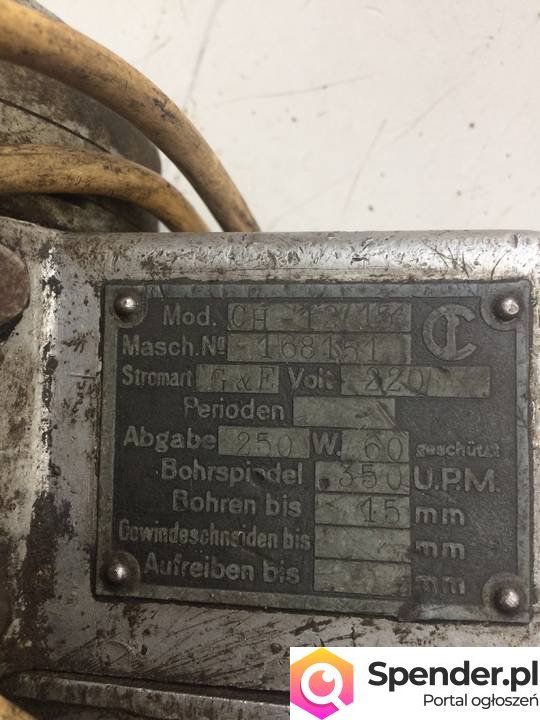 Mod. CH
Masch.Nº 168151
Stromart G&E Volt 220
Perioden
Abgabe 250 W. 60 geschützt
Bohrspindel 350 U.P.M.
Bohren bis 15 mm
Gewindeschneiden bis mm
Aufreiben bis mm
Spender.pl
Portal ogłoszeń